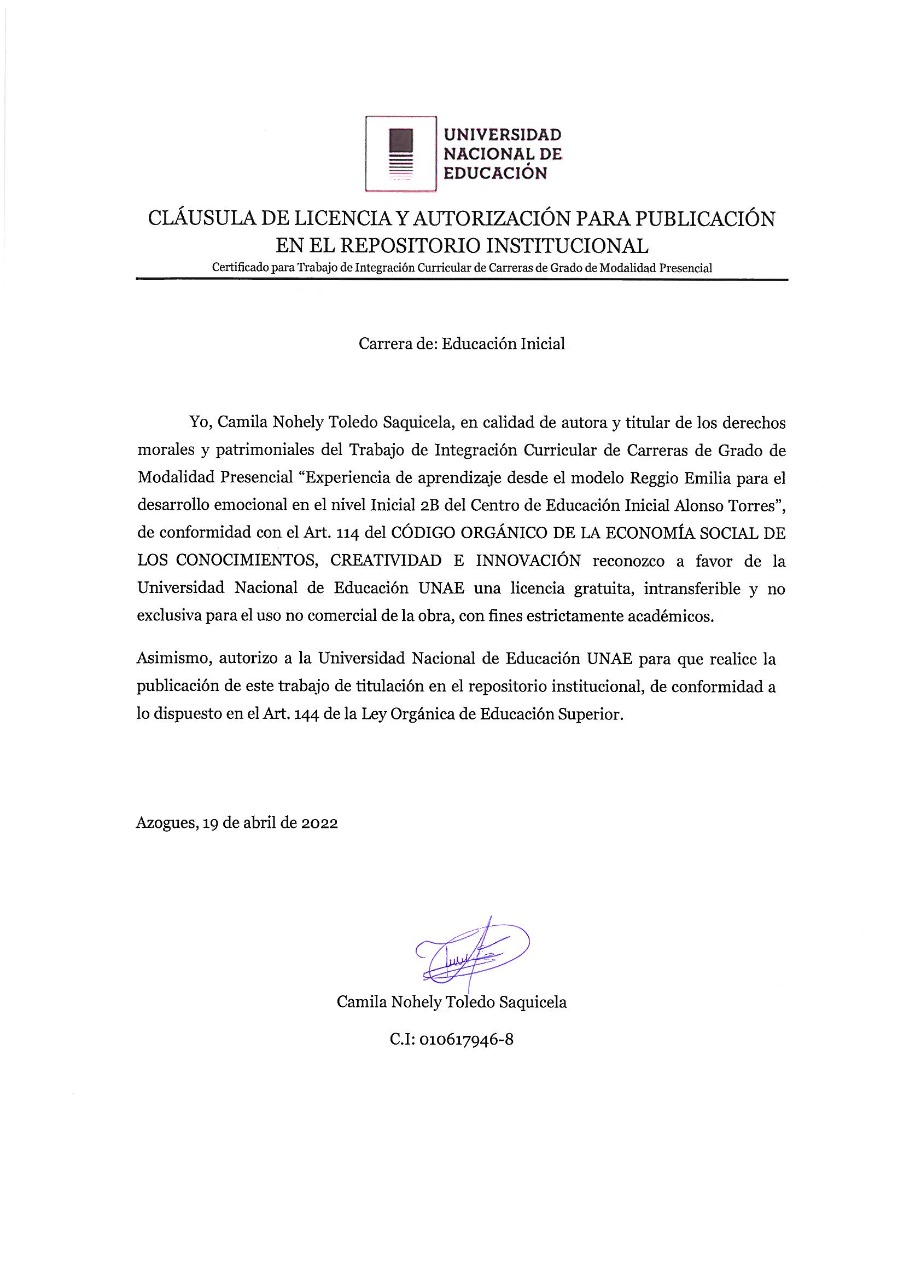 UNIVERSIDAD
NACIONAL DE
EDUCACIÓN
CLÁUSULA DE LICENCIA Y AUTORIZACIÓN PARA PUBLICACIÓN
EN EL REPOSITORIO INSTITUCIONAL
Certificado para Trabajo de Integración Curricular de Carreras de Grado de Modalidad Presencial
Carrera de: Educación Inicial
Yo, Camila Nohely Toledo Saquicela, en calidad de autora y titular de los derechos
morales y patrimoniales del Trabajo de Integración Curricular de Carreras de Grado de
Modalidad Presencial “Experiencia de aprendizaje desde el modelo Reggio Emilia para el
desarrollo emocional en el nivel Inicial 2B del Centro de Educación Inicial Alonso Torres”,
de conformidad con el Art. 114 del CÓDIGO ORGÁNICO DE LA ECONOMÍA SOCIAL DE
LOS CONOCIMIENTOS, CREATIVIDAD E INNOVACIÓN reconozco a favor de la
Universidad Nacional de Educación UNAE una licencia gratuita, intransferible y no
exclusiva para el uso no comercial de la obra, con fines estrictamente académicos.
Asimismo, autorizo a la Universidad Nacional de Educación UNAE para que realice la
publicación de este trabajo de titulación en el repositorio institucional, de conformidad a
lo dispuesto en el Art. 144 de la Ley Orgánica de Educación Superior.
Azogues, 19 de abril de 2022
Camila Nohely Toledo Saquicela
C.I: 010617946-8